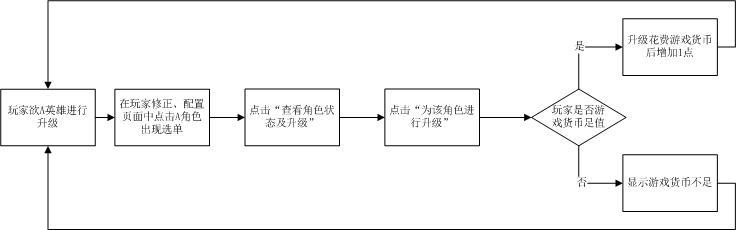 玩家欲A英雄进行
升级
在玩家修正、配置
页面中点击A角色
出现选单
点击“查看角色状
态及升级”
点击“为该角色进
行升级”
玩家是否游
戏货币足值
是
升级花费游戏货币
后增加1点
否
显示游戏货币不足